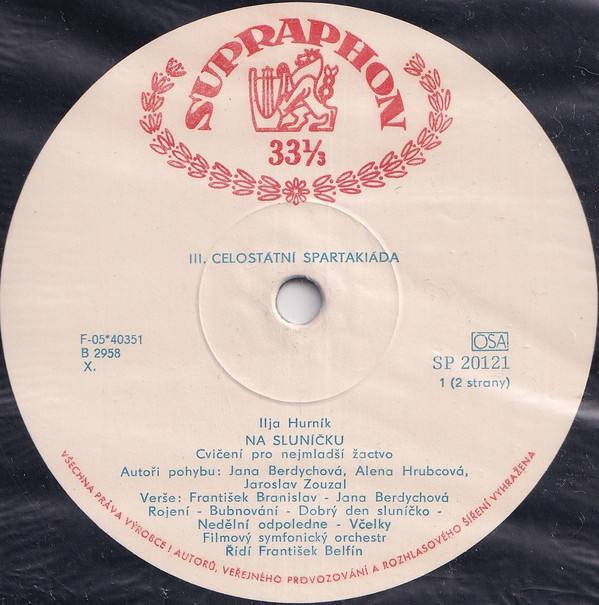 SUPRAPHON
33⅓
III. CELOSTÁTNÍ SPARTAKIÁDA
F-05*40351
B 2958
X.
OSA
SP 20121
1 (2 strany)
Ilja Hurník
NA SLUNÍČKU
Cvičení pro nejmladší žactvo
Autoři pohybu: Jana Berdychová, Alena Hrubcová,
Jaroslav Zouzal
Verše: František Branislav - Jana Berdychová
Rojení - Bubnování - Dobrý den sluníčko -
Nedělní odpoledne - Včelky
Filmový symfonický orchestr
Řídí František Belfín
VŠECHNA PRÁVA VÝROBCE I AUTORŮ, VEŘEJNÉHO PROVOZOVÁNÍ A ROZHLASOVÉHO ŠÍŘENÍ VYHRAŽENA